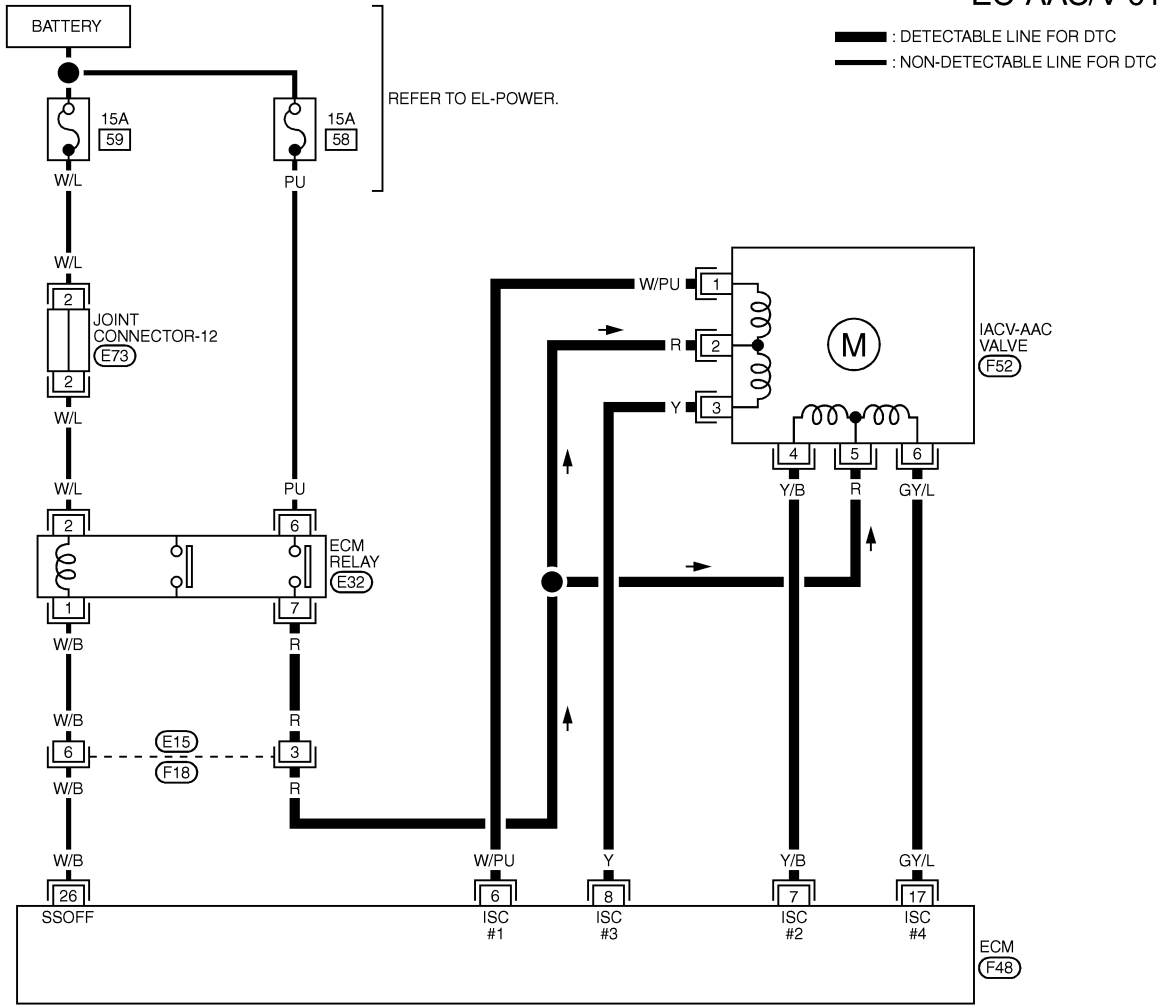 BATTERY
: DETECTABLE LINE FOR DTC
: NON-DETECTABLE LINE FOR DTC
REFER TO EL-POWER.
15A
59
15A
58
W/L
PU
W/L
2
JOINT
CONNECTOR-12
E73
2
W/L
W/L
PU
2
6
ECM
RELAY
E32
1
7
W/B
R
W/B
R
6
E15
F18
3
W/B
R
W/B
26
SSOFF
W/PU
1
R
2
Y
3
M
IACV-AAC
VALVE
F52
4
5
6
Y/B
R
GY/L
W/PU
Y
Y/B
GY/L
6
8
7
17
ISC
#1
ISC
#3
ISC
#2
ISC
#4
ECM
F48